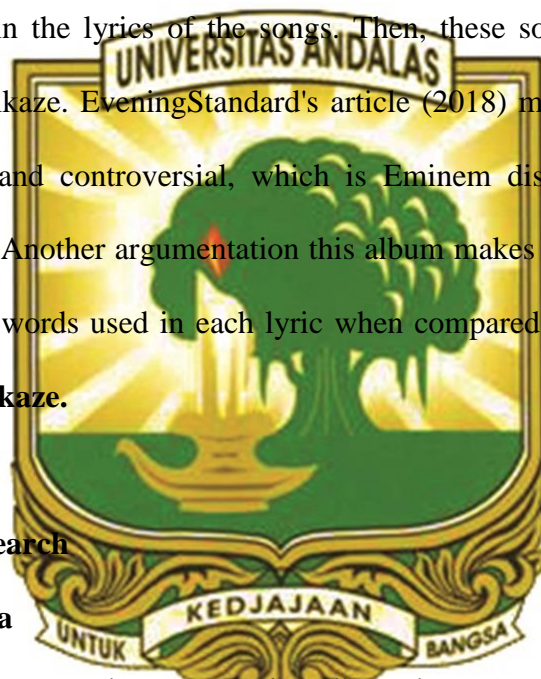 in the lyrics of the songs. Then, these so
UNIVERSITAS ANDALAS
kaze. EveningStandard's article (2018) m
and controversial, which is Eminem dis
Another argumentation this album makes
words used in each lyric when compared
kaze.
earch
a
UNTUK KEDJAJAAN BANGSA